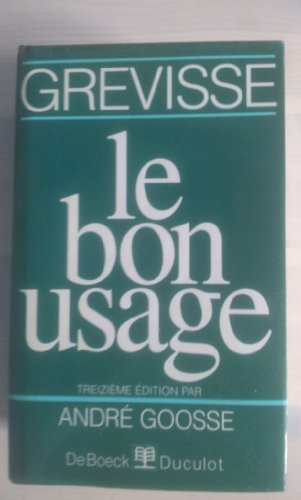 GREVISSE
le
bon
usage
TREIZIÈME ÉDITION PAR
ANDRÉ GOOSSE
De Boeck Duculot